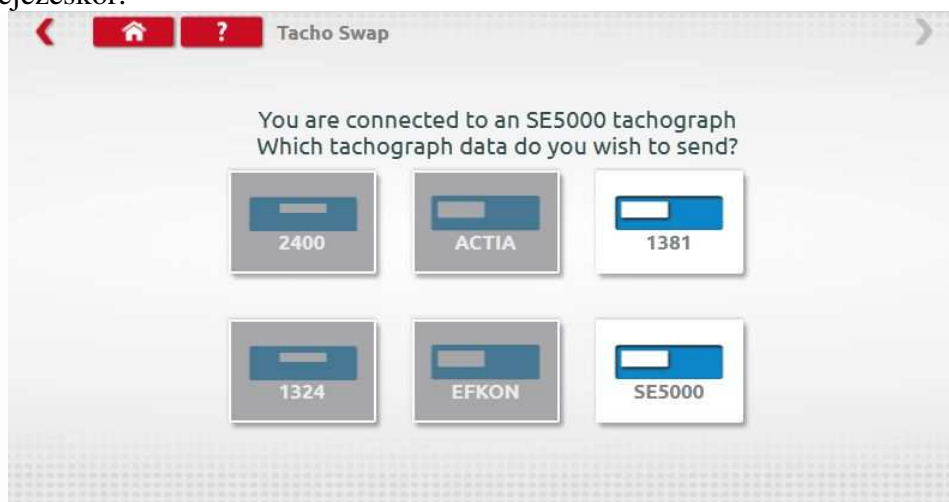 ? Tacho Swap
You are connected to an SE5000 tachograph
Which tachograph data do you wish to send?
2400 ACTIA 1381
1324 EFKON SE5000